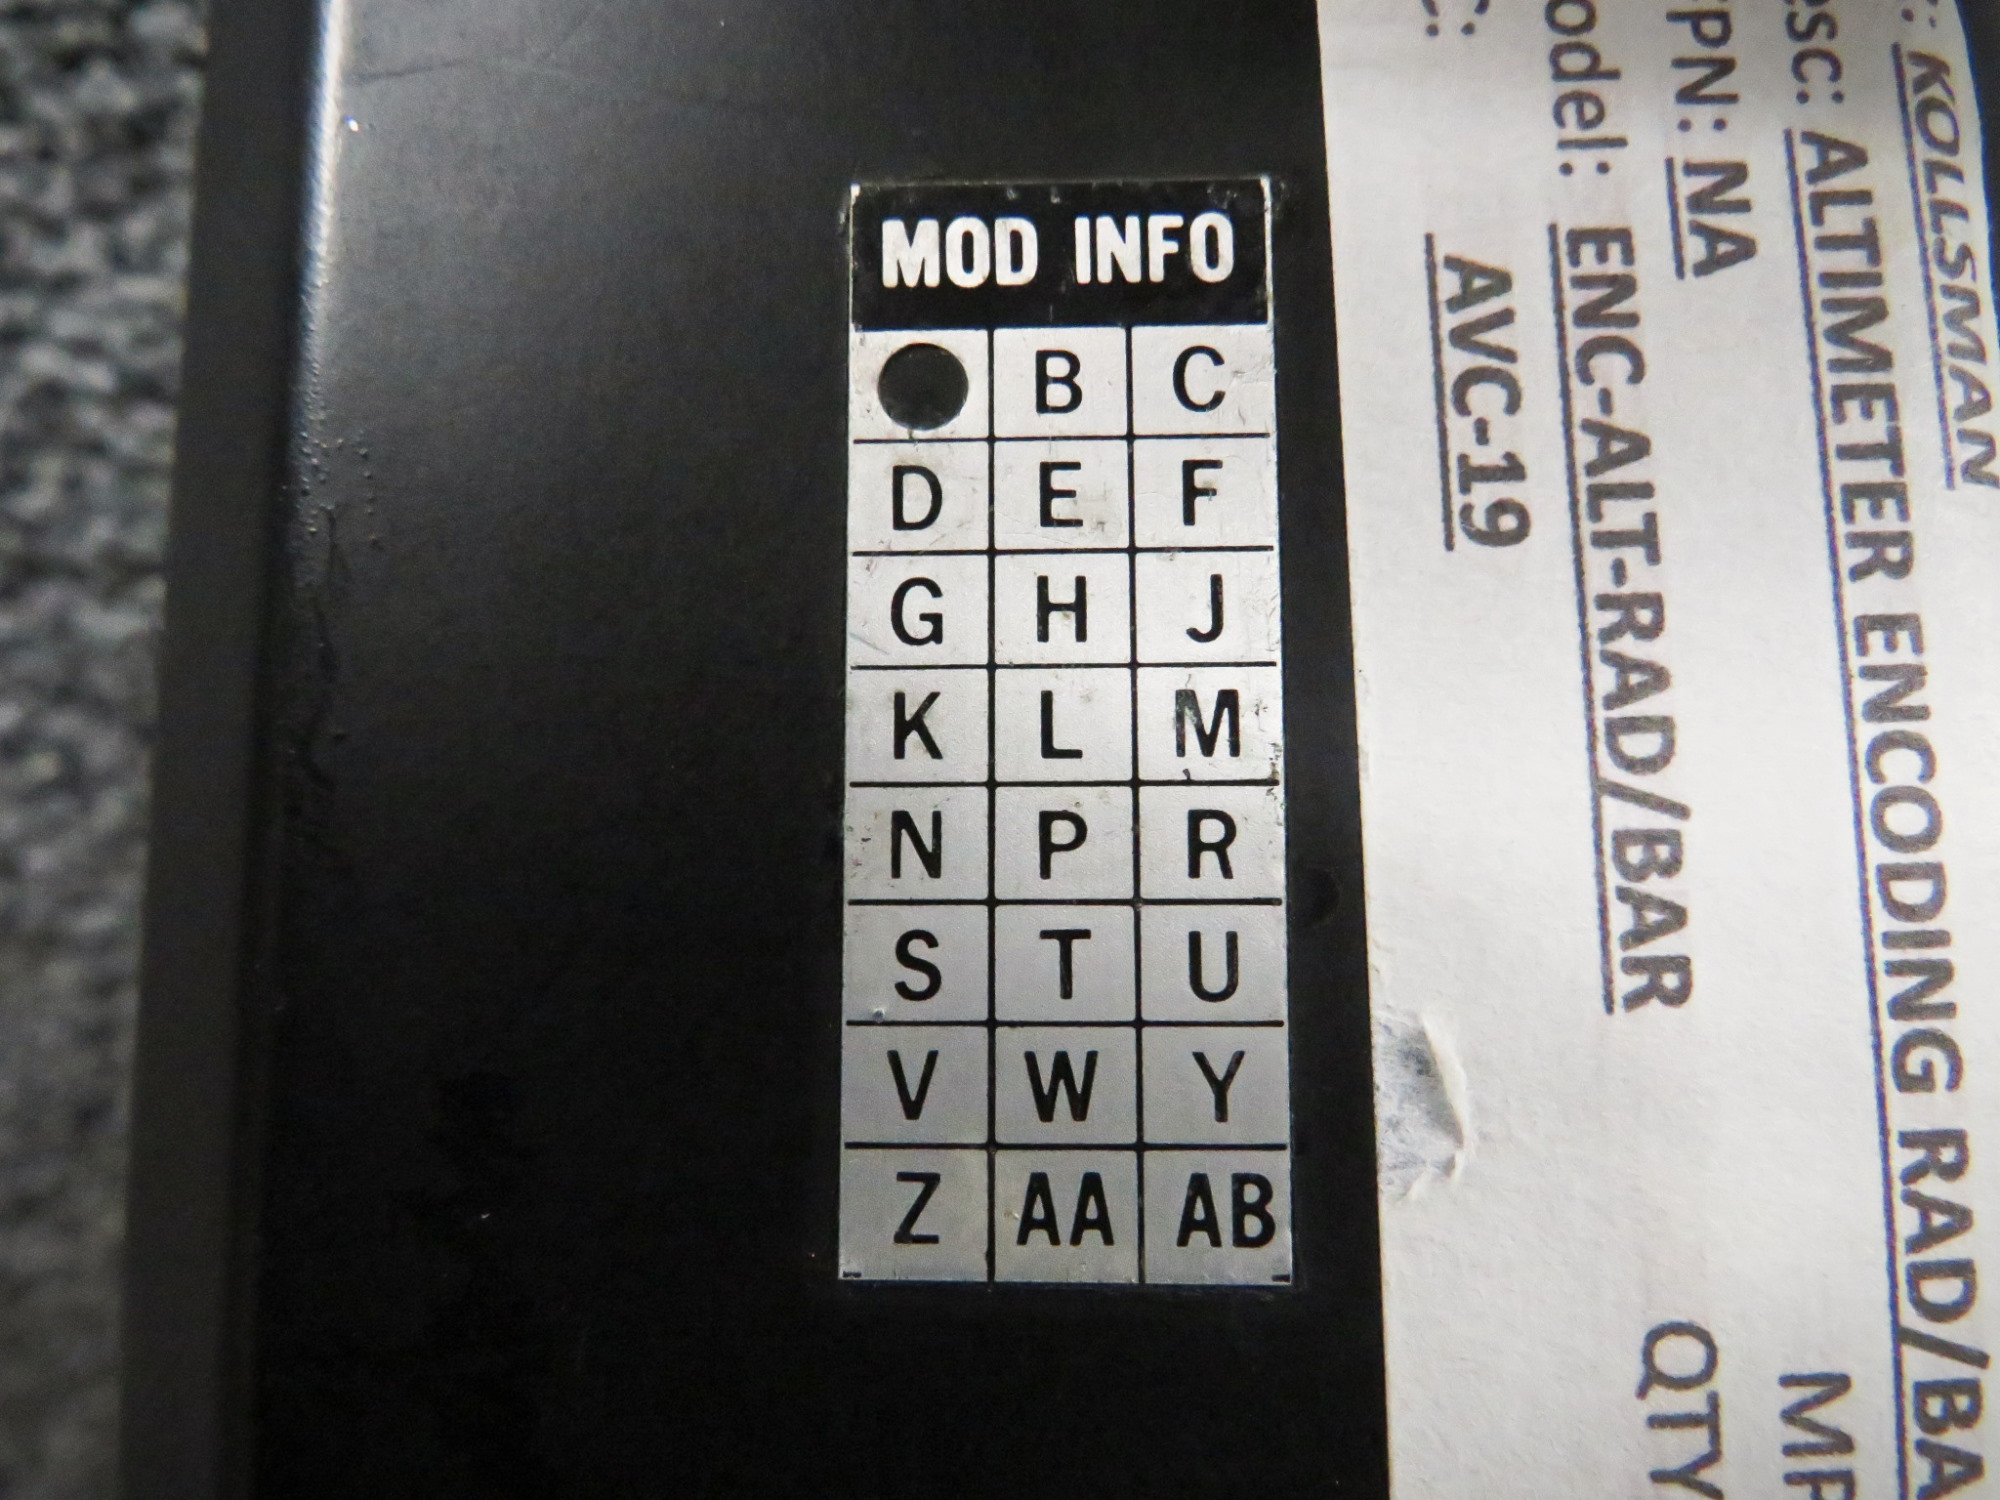 MOD INFO
B C
D E F
G H J
K L M
N P R
S T U
V W Y
Z AA AB
: KOLLSMAN
esc: ALTIMETER ENCODING RAD/BA
PN: NA
odel: ENC-ALT-RAD/BAR
AVC-19
QTY